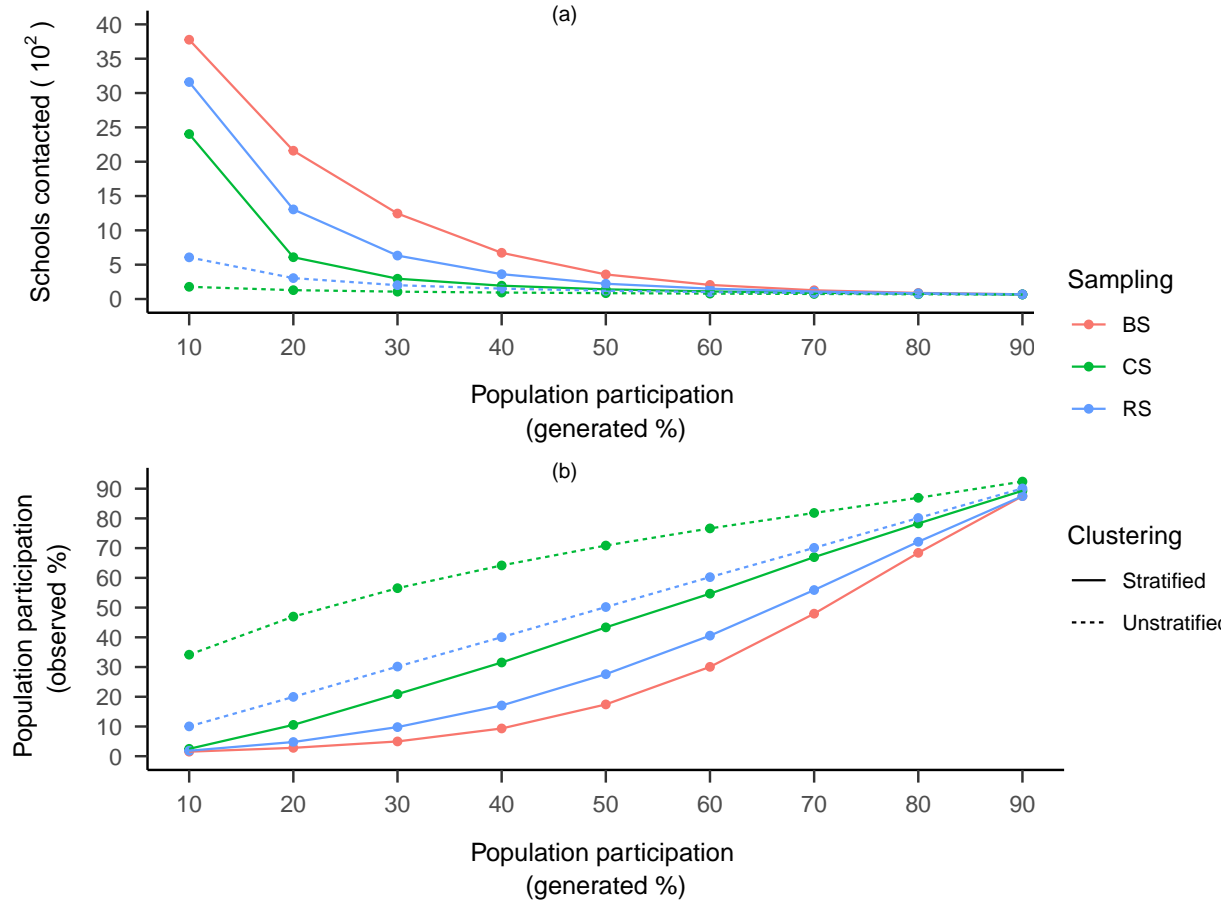 (a)
Schools contacted ( 10²)
40
35
30
25
20
15
10
5
0
10 20 30 40 50 60 70 80 90
Population participation
(generated %)
(b)
Population participation
(observed %)
90
80
70
60
50
40
30
20
10
0
10 20 30 40 50 60 70 80 90
Population participation
(generated %)
Sampling
BS
CS
RS
Clustering
Stratified
Unstratified